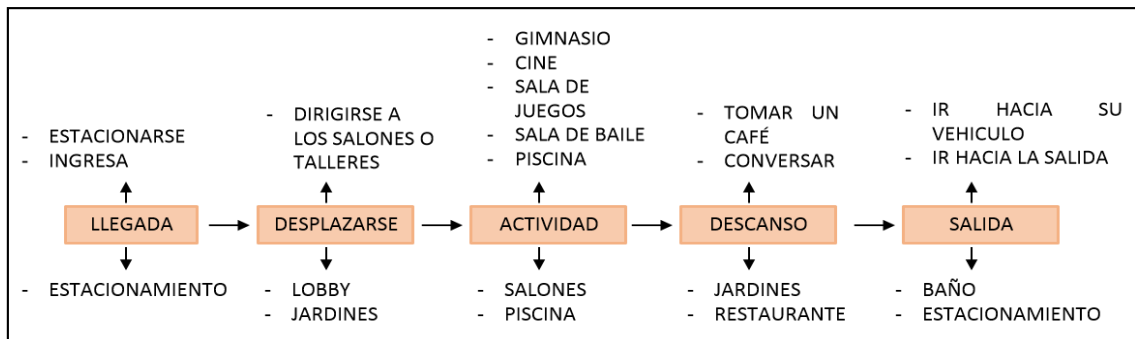 - GIMNASIO
- CINE
- SALA DE
JUEGOS
- SALA DE BAILE
- PISCINA
- ESTACIONARSE
- INGRESA
- DIRIGIRSE A
LOS SALONES O
TALLERES
- TOMAR UN
CAFÉ
- CONVERSAR
- IR HACIA SU
VEHICULO
- IR HACIA LA SALIDA
LLEGADA
DESPLAZARSE
ACTIVIDAD
DESCANSO
SALIDA
- ESTACIONAMIENTO
- LOBBY
- JARDINES
- SALONES
- PISCINA
- JARDINES
- RESTAURANTE
- BAÑO
- ESTACIONAMIENTO